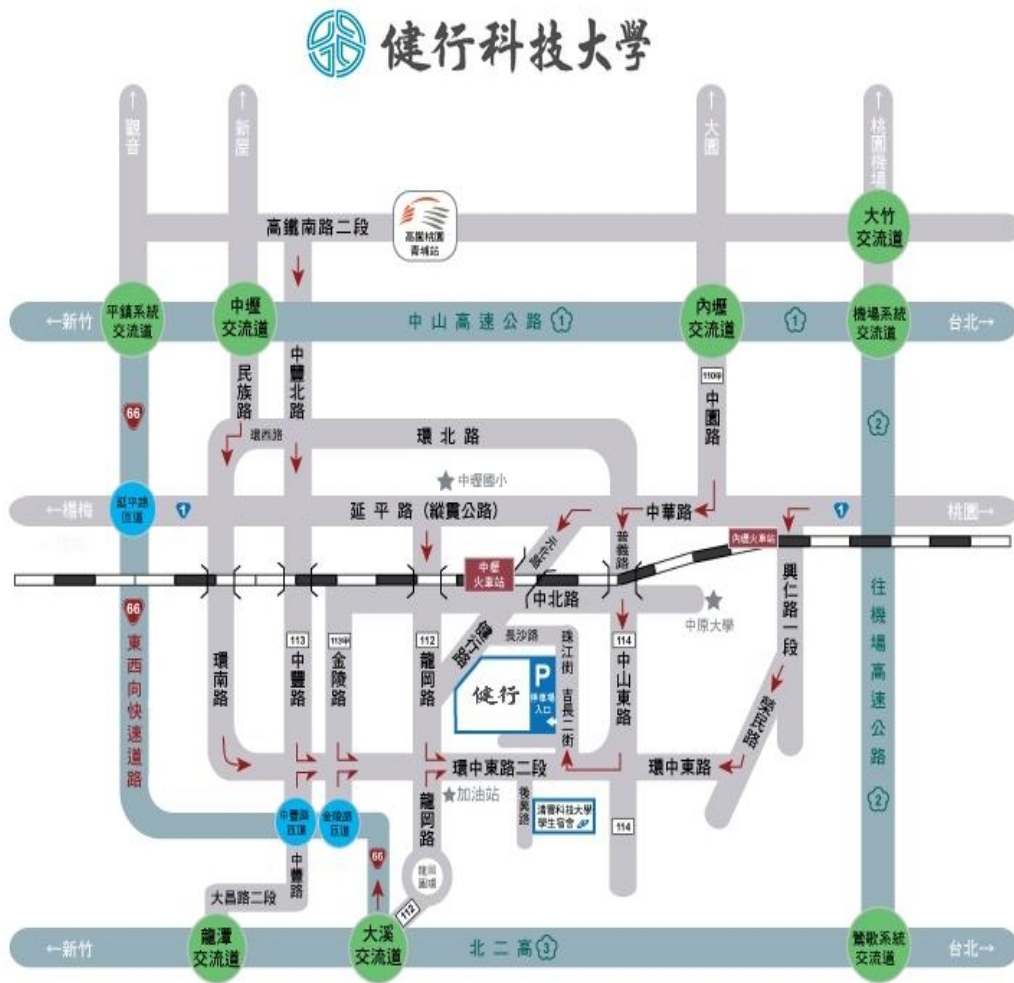 健行科技大學
↑觀音
↑新屋
↑大園
↑桃園機場
高鐵南路二段
高鐵桃園
青埔站
大竹
交流道
←新竹
平鎮系統
交流道
中壢
交流道
中山高速公路 1
內壢
交流道
1
機場系統
交流道
台北→
66
民族路
中豐北路
110甲
中園路
2
環西路
環北路
中壢國小
←楊梅
延平路
匝道
1
延平路(縱貫公路)
中華路
1
桃園→
元化路
普義路
內壢火車站
中壢
火車站
中北路
中原大學
往機場高速公路
66
東西向快速道路
環南路
113
中豐路
113甲
金陵路
112
龍岡路
健行路
長沙路
珠江街
吉長二街
114
中山東路
興仁路一段
榮民路
健行
P
停車場
入口
環中東路二段
環中東路
加油站
龍岡路
後興路
清雲科技大學
學生宿舍
114
2
中豐路
匝道
金陵路
匝道
中豐路
66
龍岡
圓環
112
大昌路二段
←新竹
龍潭
交流道
大溪
交流道
北二高 3
鶯歌系統
交流道
台北→